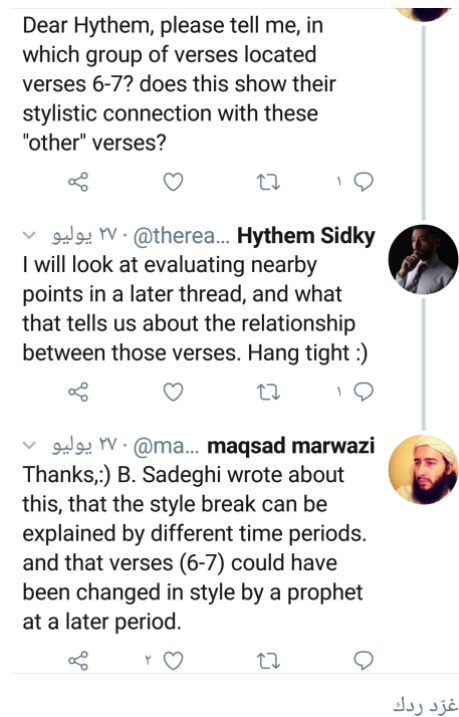 Dear Hythem, please tell me, in
which group of verses located
verses 6-7? does this show their
stylistic connection with these
"other" verses?
١
Hythem Sidky @therea... · ٢٧ يوليو
I will look at evaluating nearby
points in a later thread, and what
that tells us about the relationship
between those verses. Hang tight :)
١
maqsad marwazi @ma... · ٢٧ يوليو
Thanks,:) B. Sadeghi wrote about
this, that the style break can be
explained by different time periods.
and that verses (6-7) could have
been changed in style by a prophet
at a later period.
٢
غرّد ردك